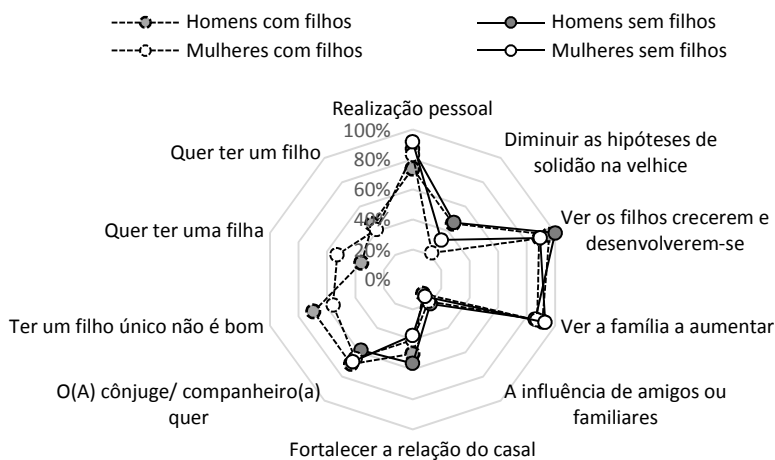 Homens com filhos
Homens sem filhos
Mulheres com filhos
Mulheres sem filhos
Realização pessoal
100%
80%
60%
40%
20%
0%
Diminuir as hipóteses de
solidão na velhice
Ver os filhos crecerem e
desenvolverem-se
Ver a família a aumentar
A influência de amigos ou
familiares
Fortalecer a relação do casal
O(A) cônjuge/ companheiro(a)
quer
Ter um filho único não é bom
Quer ter uma filha
Quer ter um filho